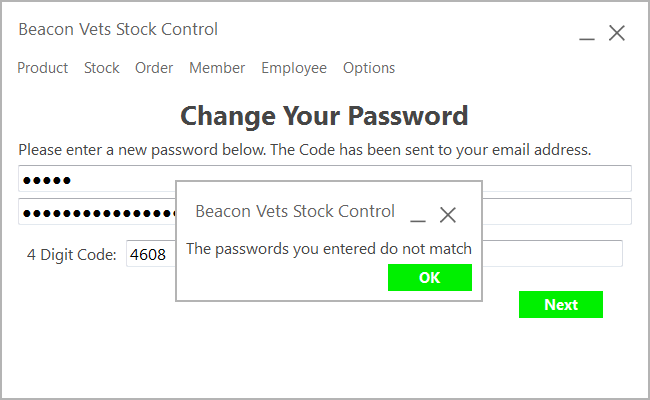 Beacon Vets Stock Control
Product Stock Order Member Employee Options
Change Your Password
Please enter a new password below. The Code has been sent to your email address.
●●●●●
●●●●●●●●●●●●●●●●
Beacon Vets Stock Control
The passwords you entered do not match
4 Digit Code: 4608
OK
Next